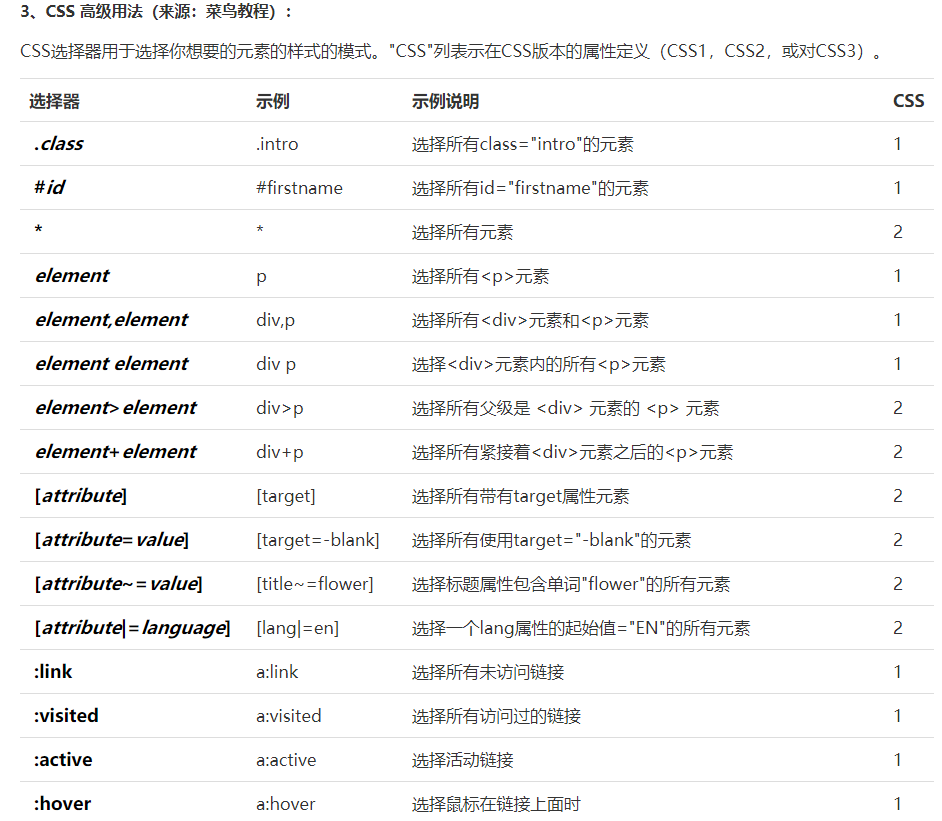 3、CSS 高级用法（来源：菜鸟教程）：
CSS选择器用于选择你想要的元素的样式的模式。"CSS"列表示在CSS版本的属性定义（CSS1，CSS2，或对CSS3）。
选择器 示例 示例说明 CSS
.class .intro 选择所有class="intro"的元素 1
#id #firstname 选择所有id="firstname"的元素 1
* * 选择所有元素 2
element p 选择所有<p>元素 1
element,element div,p 选择所有<div>元素和<p>元素 1
element element div p 选择<div>元素内的所有<p>元素 1
element>element div>p 选择所有父级是 <div> 元素的 <p> 元素 2
element+element div+p 选择所有紧接着<div>元素之后的<p>元素 2
[attribute] [target] 选择所有带有target属性元素 2
[attribute=value] [target=-blank] 选择所有使用target="-blank"的元素 2
[attribute~=value] [title~=flower] 选择标题属性包含单词"flower"的所有元素 2
[attribute|=language] [lang|=en] 选择一个lang属性的起始值="EN"的所有元素 2
:link a:link 选择所有未访问链接 1
:visited a:visited 选择所有访问过的链接 1
:active a:active 选择活动链接 1
:hover a:hover 选择鼠标在链接上面时 1